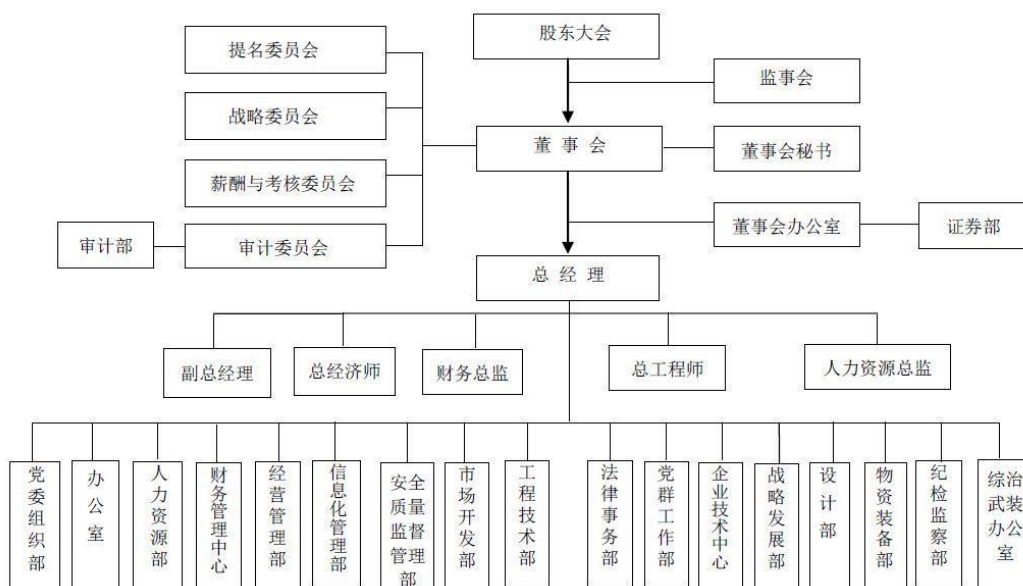 股东大会
提名委员会
监事会
战略委员会
董 事 会
董事会秘书
薪酬与考核委员会
审计部
审计委员会
董事会办公室
证券部
总 经 理
副总经理
总经济师
财务总监
总工程师
人力资源总监
党委组织部
办公室
人力资源部
财务管理中心
经营管理部
信息化管理部
安全
质量
监督
管理
部
市场开发部
工程技术部
法律事务部
党群工作部
企业技术中心
战略发展部
设计部
物资装备部
纪检监察部
综治
武装
办公
室